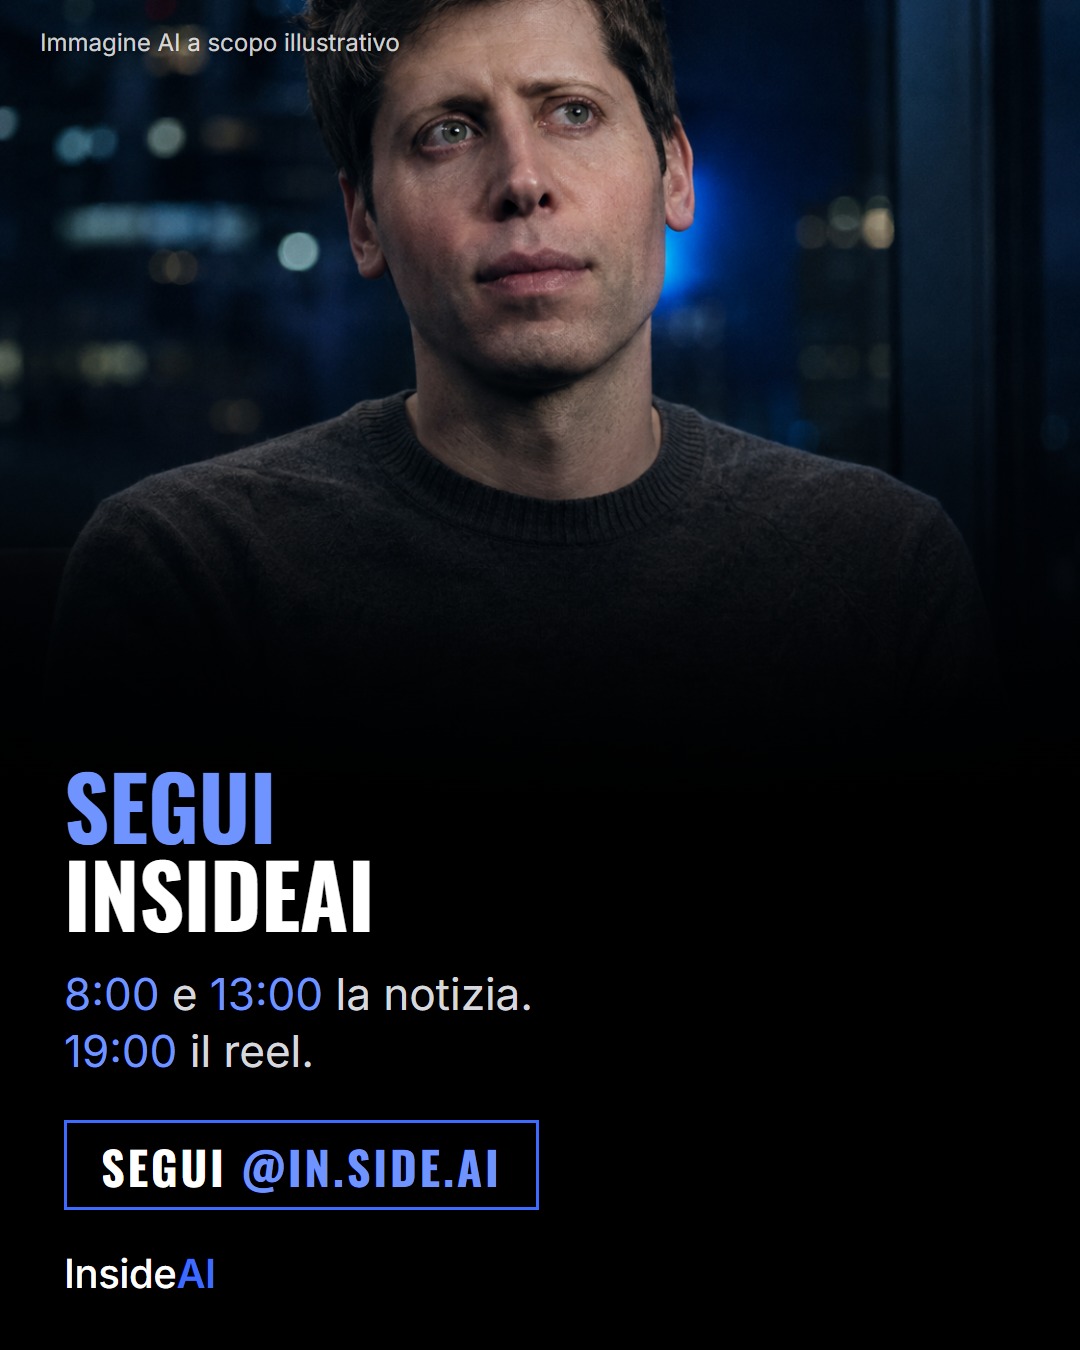 Immagine AI a scopo illustrativo
SEGUI
INSIDEAI
8:00 e 13:00 la notizia.
19:00 il reel.
SEGUI @IN.SIDE.AI
InsideAI